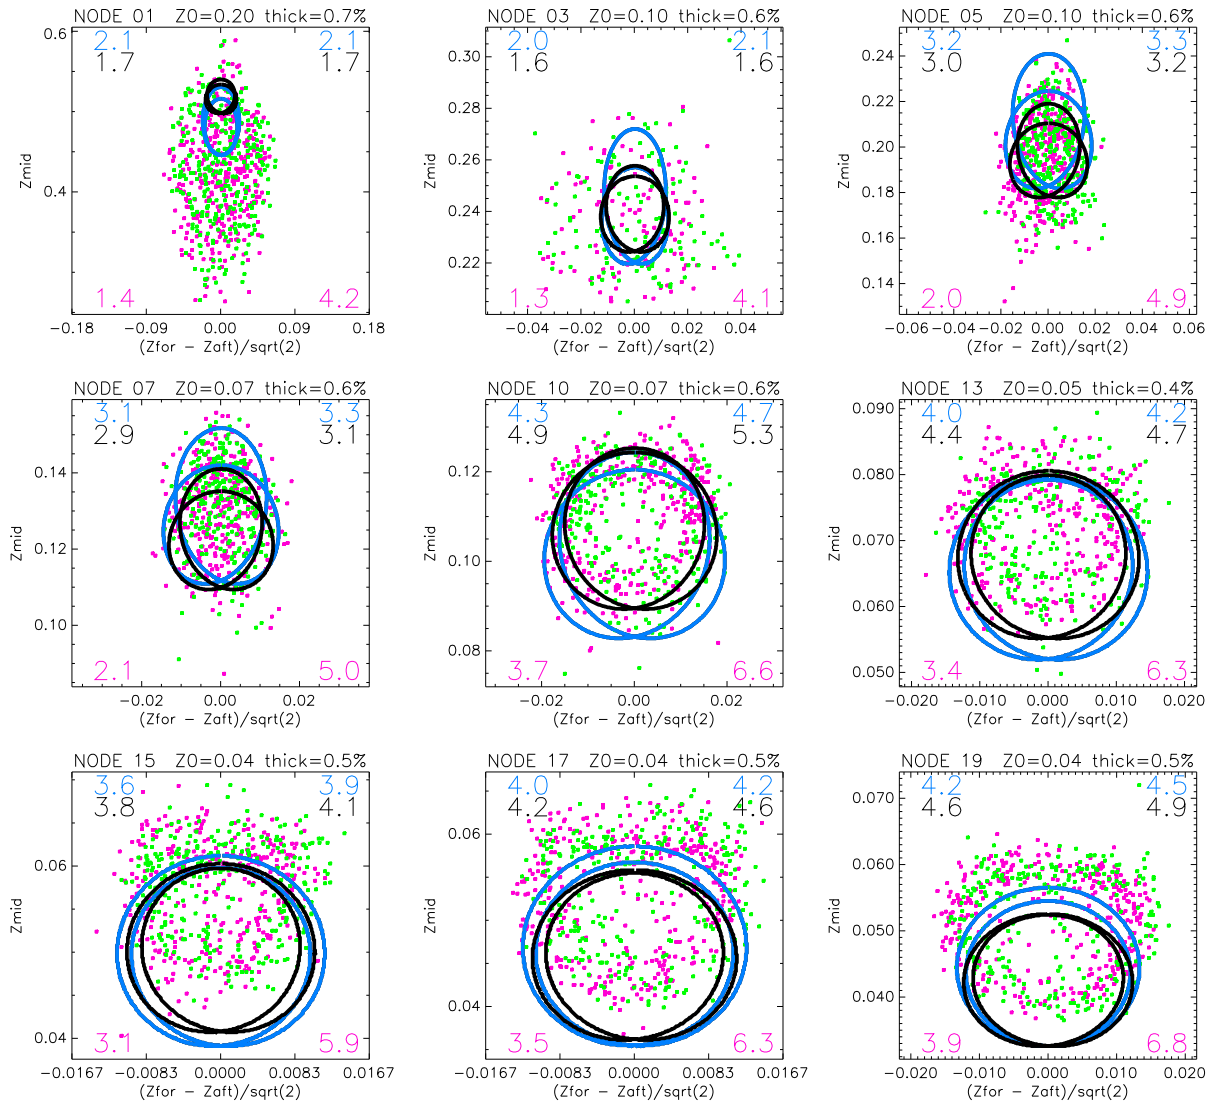 NODE 01 Z0=0.20 thick=0.7%
2.1 2.1
1.7 1.7
0.6
0.4
Zmid
1.4 4.2
-0.18 -0.09 0.00 0.09 0.18
(Zfor - Zaft)/sqrt(2)
NODE 03 Z0=0.10 thick=0.6%
2.0 2.1
1.6 1.6
0.30
0.28
0.26
0.24
0.22
Zmid
1.3 4.1
-0.04 -0.02 0.00 0.02 0.04
(Zfor - Zaft)/sqrt(2)
NODE 05 Z0=0.10 thick=0.6%
3.2 3.3
3.0 3.2
0.24
0.22
0.20
0.18
0.16
0.14
Zmid
2.0 4.9
-0.06 -0.04 -0.02 0.00 0.02 0.04 0.06
(Zfor - Zaft)/sqrt(2)
NODE 07 Z0=0.07 thick=0.6%
3.1 3.3
2.9 3.1
0.14
0.12
0.10
Zmid
2.1 5.0
-0.02 0.00 0.02
(Zfor - Zaft)/sqrt(2)
NODE 10 Z0=0.07 thick=0.6%
4.3 4.7
4.9 5.3
0.12
0.10
0.08
Zmid
3.7 6.6
-0.02 0.00 0.02
(Zfor - Zaft)/sqrt(2)
NODE 13 Z0=0.05 thick=0.4%
4.0 4.2
4.4 4.7
0.090
0.080
0.070
0.060
0.050
Zmid
3.4 6.3
-0.020 -0.010 0.000 0.010 0.020
(Zfor - Zaft)/sqrt(2)
NODE 15 Z0=0.04 thick=0.5%
3.6 3.9
3.8 4.1
0.06
0.04
Zmid
3.1 5.9
-0.0167 -0.0083 0.0000 0.0083 0.0167
(Zfor - Zaft)/sqrt(2)
NODE 17 Z0=0.04 thick=0.5%
4.0 4.2
4.2 4.6
0.06
0.04
Zmid
3.5 6.3
-0.0167 -0.0083 0.0000 0.0083 0.0167
(Zfor - Zaft)/sqrt(2)
NODE 19 Z0=0.04 thick=0.5%
4.2 4.5
4.6 4.9
0.070
0.060
0.050
0.040
Zmid
3.9 6.8
-0.020 -0.010 0.000 0.010 0.020
(Zfor - Zaft)/sqrt(2)